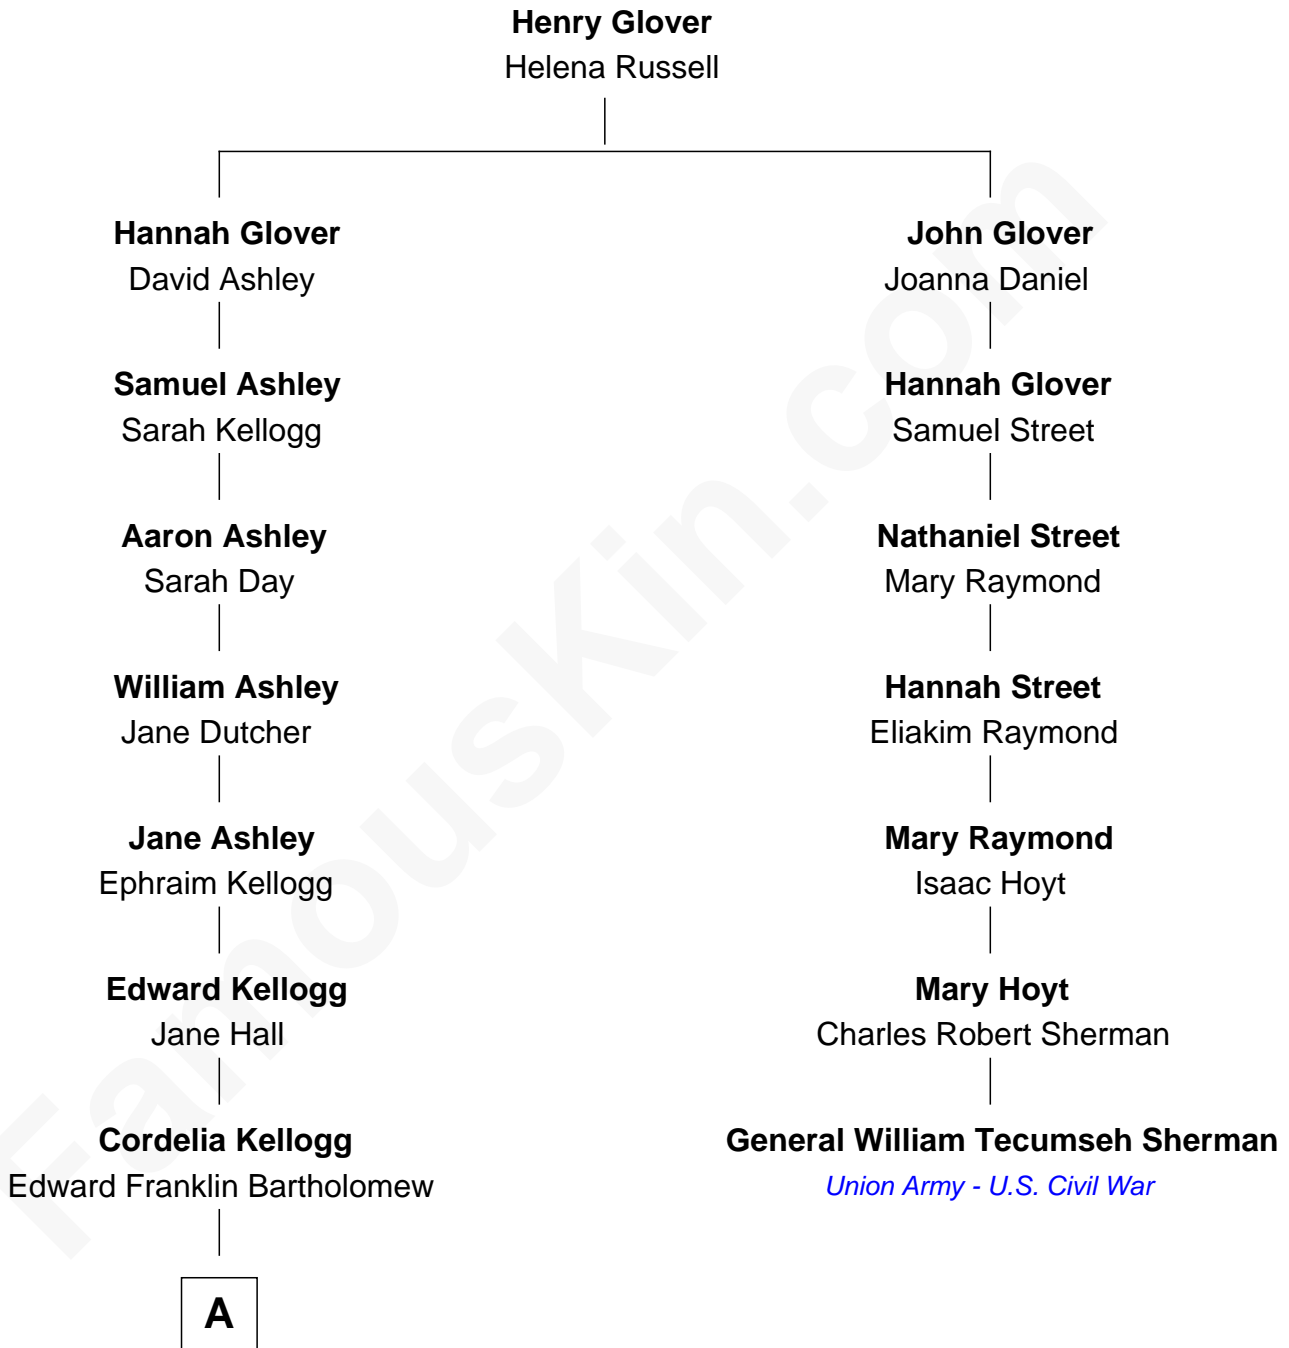 Henry Glover
Helena Russell
Hannah Glover
David Ashley
John Glover
Joanna Daniel
Samuel Ashley
Sarah Kellogg
Hannah Glover
Samuel Street
Aaron Ashley
Sarah Day
Nathaniel Street
Mary Raymond
William Ashley
Jane Dutcher
Hannah Street
Eliakim Raymond
Jane Ashley
Ephraim Kellogg
Mary Raymond
Isaac Hoyt
Edward Kellogg
Jane Hall
Mary Hoyt
Charles Robert Sherman
Cordelia Kellogg
Edward Franklin Bartholomew
General William Tecumseh Sherman
Union Army - U.S. Civil War
A
FamousKin.com